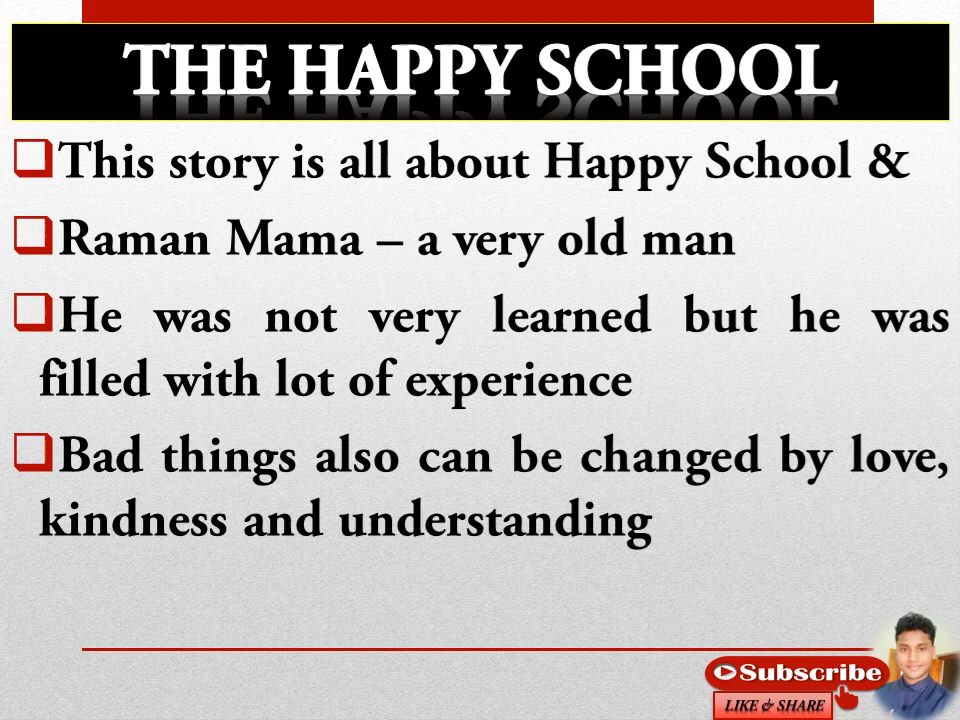 THE HAPPY SCHOOL
This story is all about Happy School &
Raman Mama – a very old man
He was not very learned but he was
filled with lot of experience
Bad things also can be changed by love,
kindness and understanding
Subscribe
LIKE & SHARE